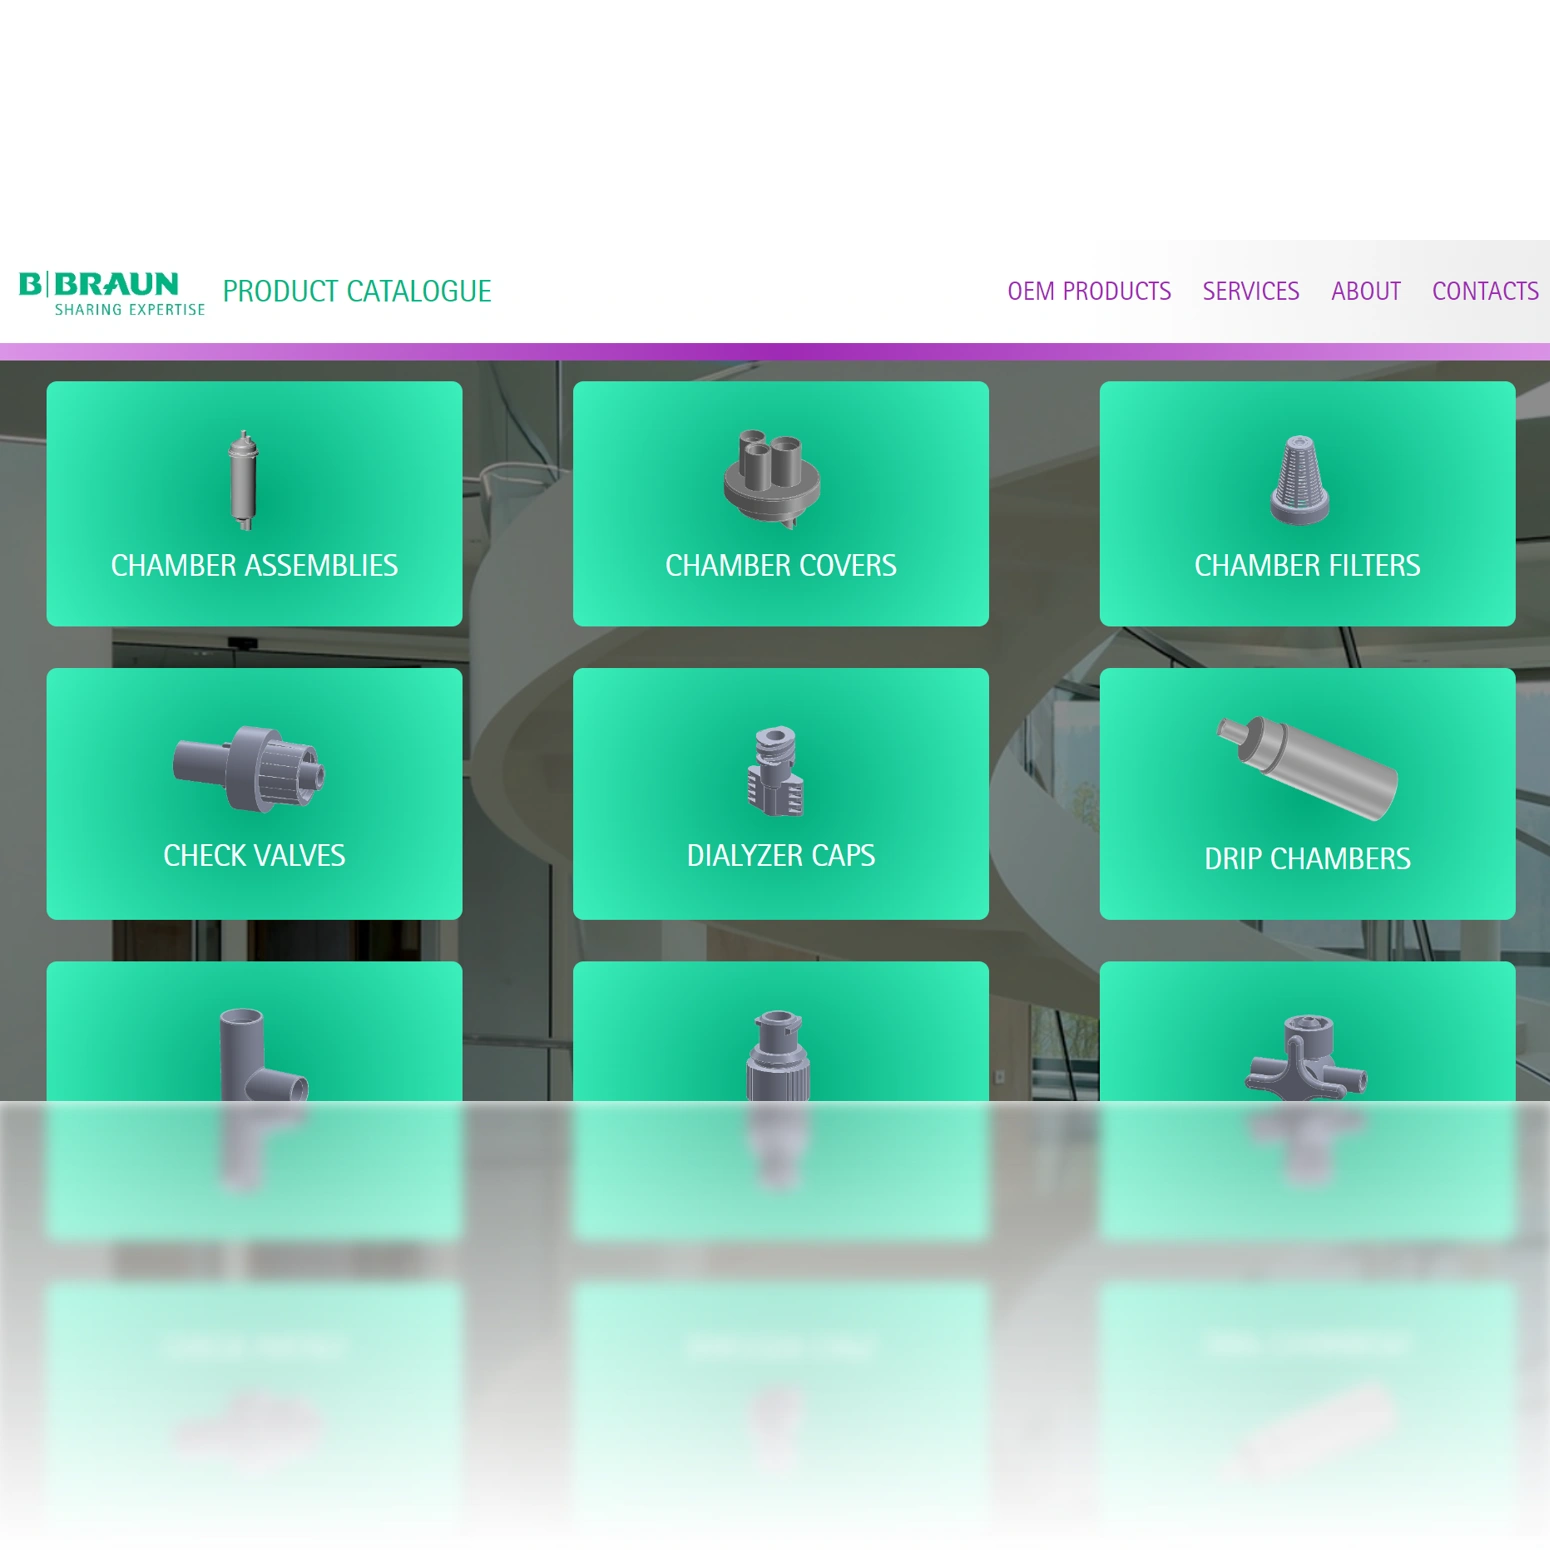 B|BRAUN
SHARING EXPERTISE
PRODUCT CATALOGUE
OEM PRODUCTS
SERVICES
ABOUT
CONTACTS
CHAMBER ASSEMBLIES
CHAMBER COVERS
CHAMBER FILTERS
CHECK VALVES
DIALYZER CAPS
DRIP CHAMBERS